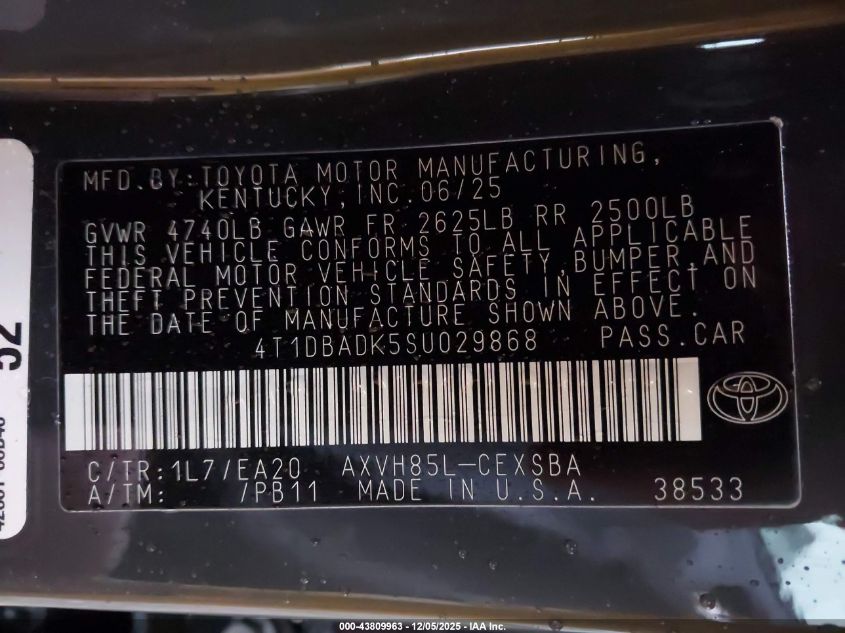 MFD. BY: TOYOTA MOTOR MANUFACTURING,
KENTUCKY, INC. 06/25
GVWR 4740LB GAWR FR 2625LB RR 2500LB
THIS VEHICLE CONFORMS TO ALL APPLICABLE
FEDERAL MOTOR VEHICLE SAFETY, BUMPER, AND
THEFT PREVENTION STANDARDS IN EFFECT ON
THE DATE OF MANUFACTURE SHOWN ABOVE.
4T1DBADK5SU029868 PASS. CAR
C/TR: 1L7/EA20 AXVH85L-CEXSBA
A/TM: /PB11 MADE IN U.S.A. 38533
52
000-43809963 - 12/05/2025 - IAA Inc.